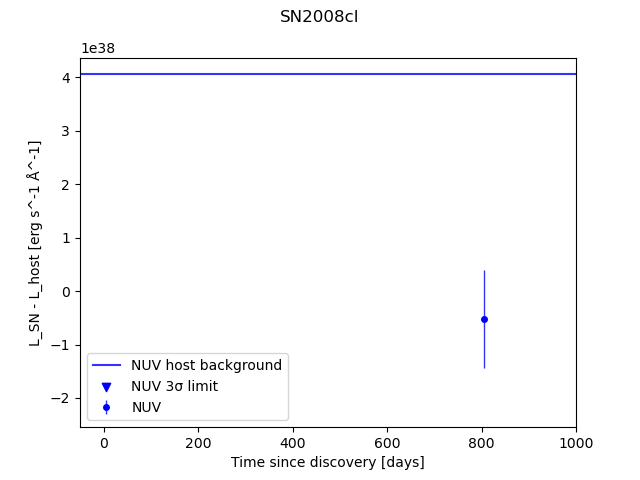 SN2008cl
1e38
L_SN - L_host [erg s^-1 Å^-1]
4
3
2
1
0
−1
−2
NUV host background
NUV 3σ limit
NUV
0 200 400 600 800 1000
Time since discovery [days]